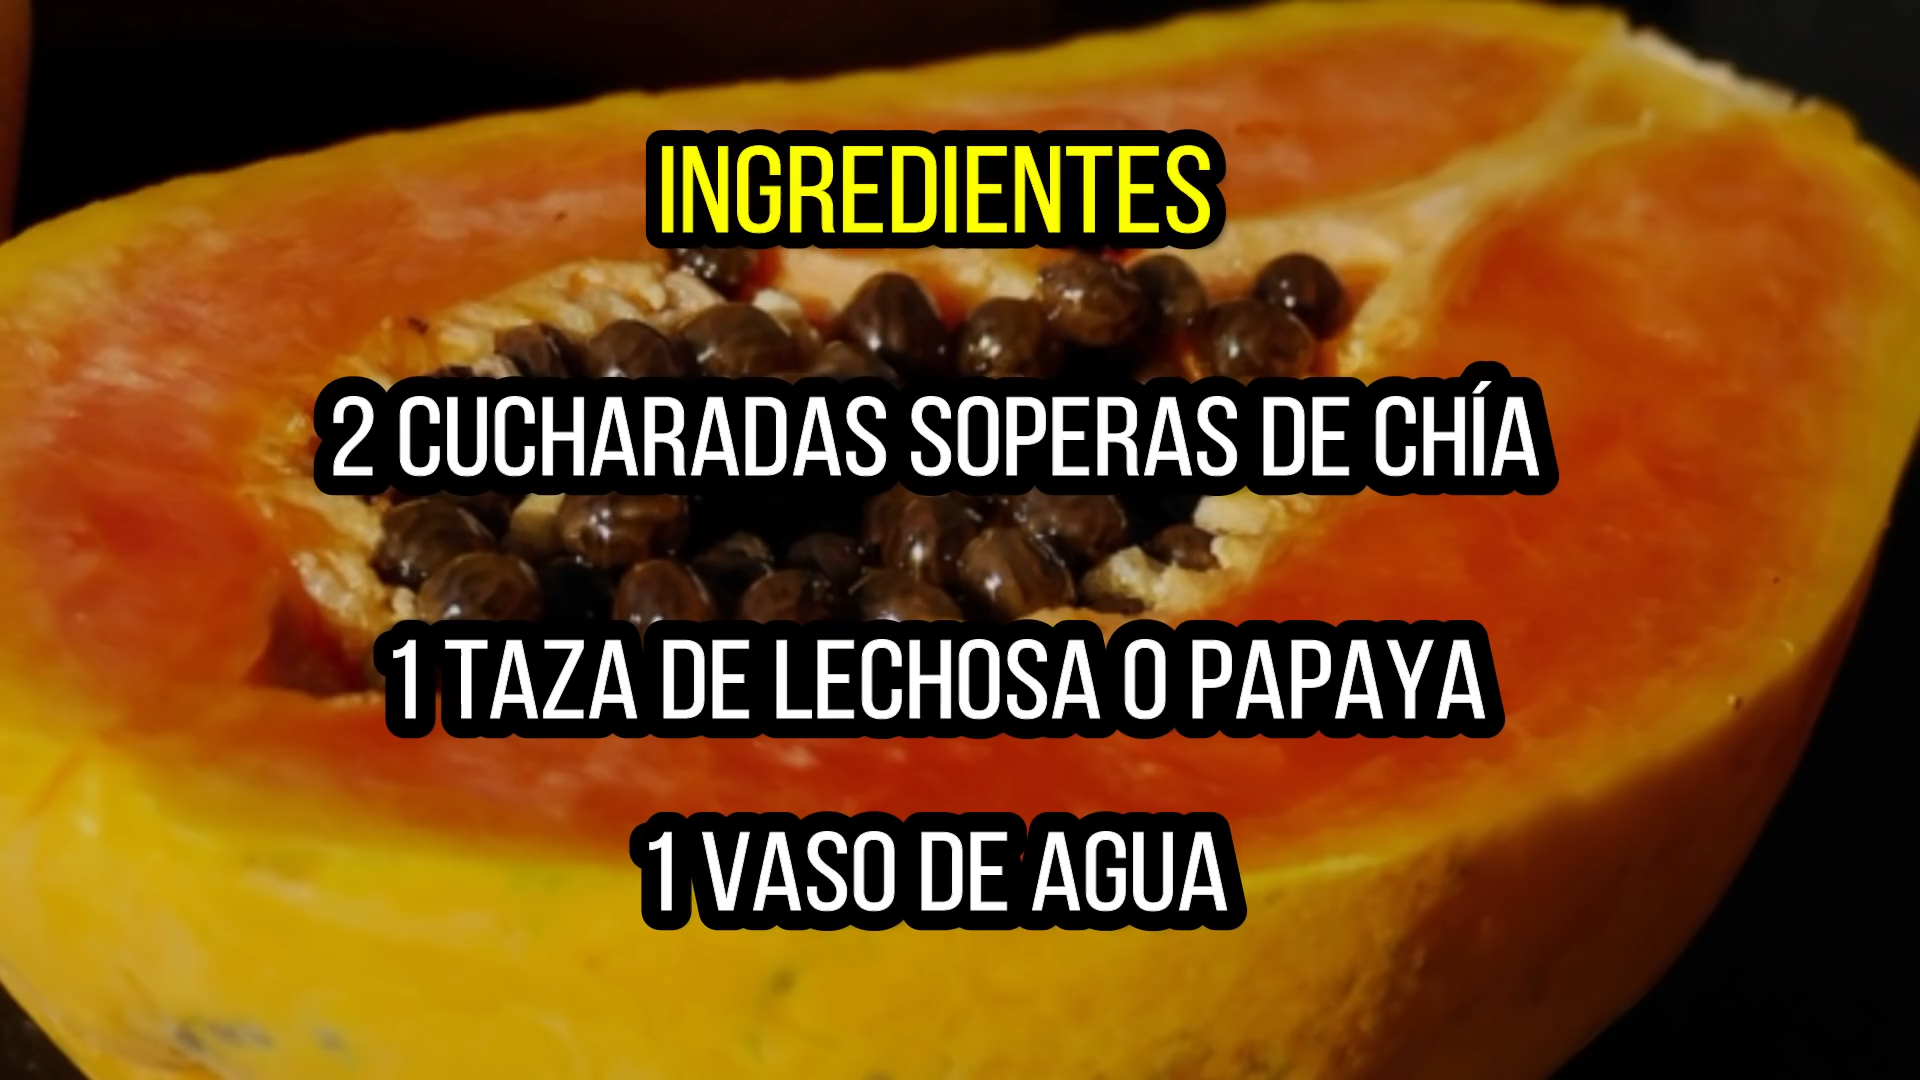 INGREDIENTES
2 CUCHARADAS SOPERAS DE CHÍA
1 TAZA DE LECHOSA O PAPAYA
1 VASO DE AGUA